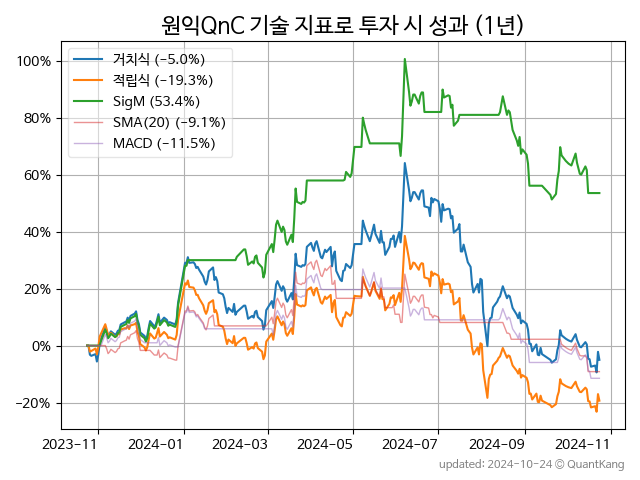 원익QnC 기술 지표로 투자 시 성과 (1년)
거치식 (−5.0%)
적립식 (−19.3%)
SigM (53.4%)
SMA(20) (−9.1%)
MACD (−11.5%)
100%
80%
60%
40%
20%
0%
−20%
2023-11 2024-01 2024-03 2024-05 2024-07 2024-09 2024-11
updated: 2024-10-24 © QuantKang